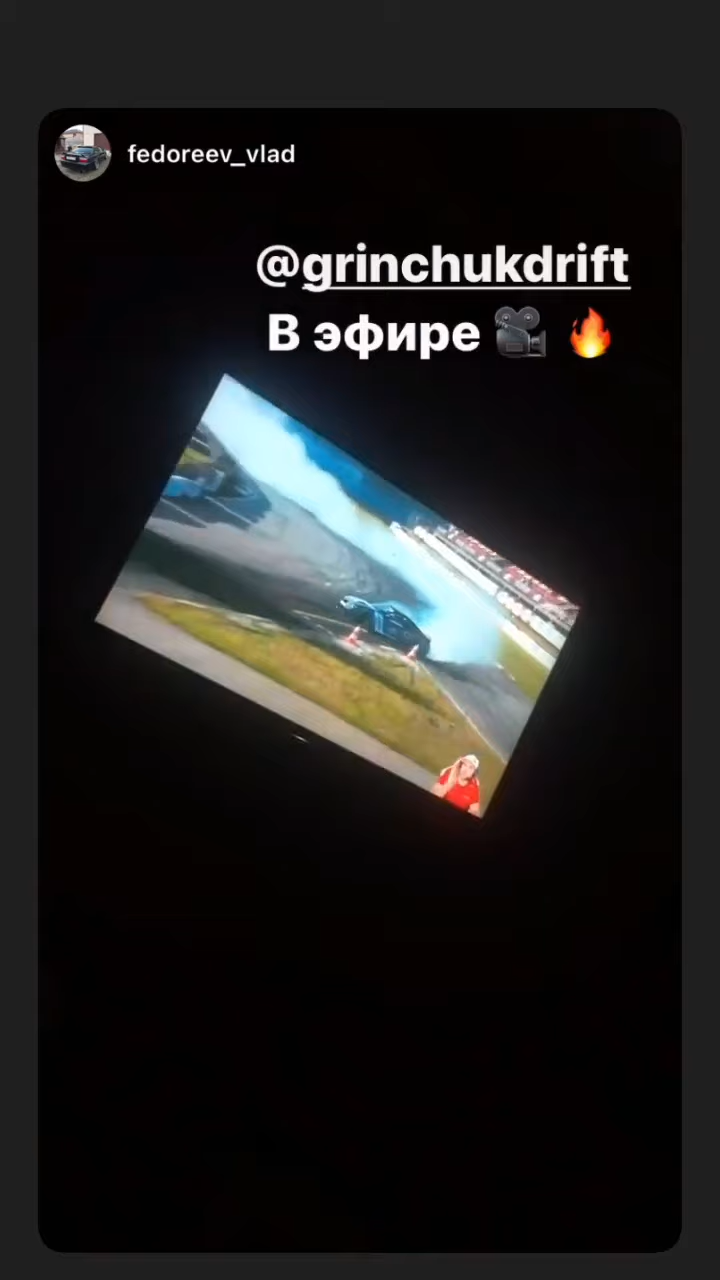 fedoreev_vlad
@grinchukdrift
В эфире 🎥 🔥